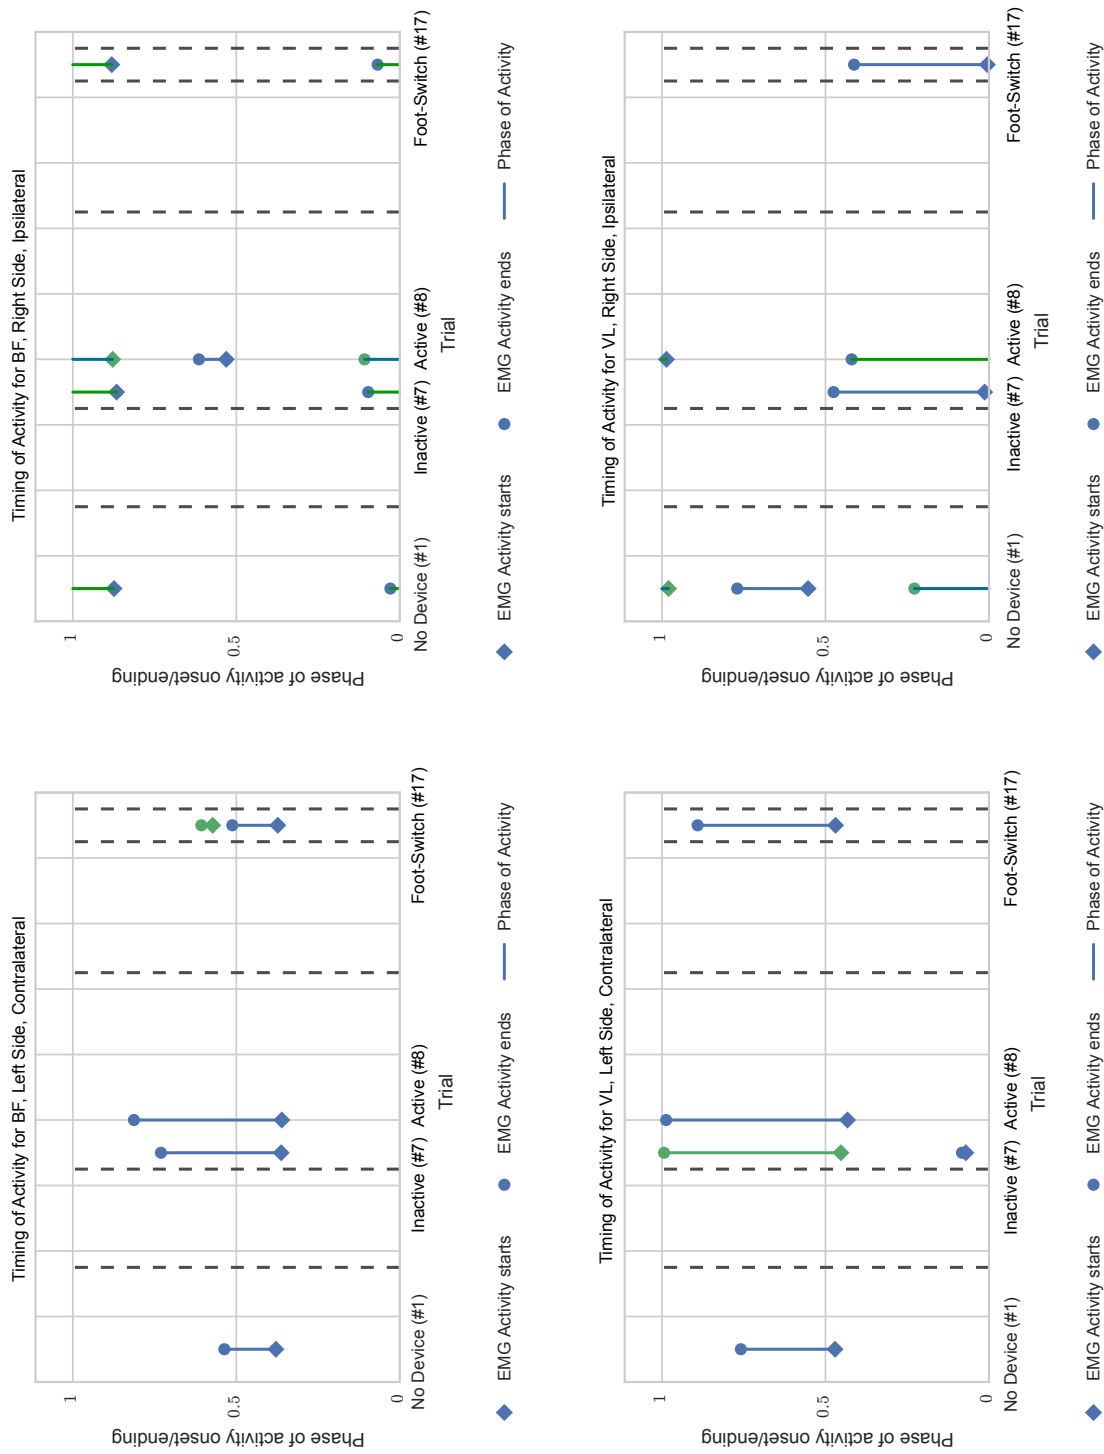 Timing of Activity for BF, Left Side, Contralateral
Phase of activity onset/ending
1
0.5
0
No Device (#1)
Inactive (#7)
Active (#8)
Foot-Switch (#17)
Trial
EMG Activity starts
EMG Activity ends
Phase of Activity
Timing of Activity for BF, Right Side, Ipsilateral
Phase of activity onset/ending
1
0.5
0
No Device (#1)
Inactive (#7)
Active (#8)
Foot-Switch (#17)
Trial
EMG Activity starts
EMG Activity ends
Phase of Activity
Timing of Activity for VL, Left Side, Contralateral
Phase of activity onset/ending
1
0.5
0
No Device (#1)
Inactive (#7)
Active (#8)
Foot-Switch (#17)
Trial
EMG Activity starts
EMG Activity ends
Phase of Activity
Timing of Activity for VL, Right Side, Ipsilateral
Phase of activity onset/ending
1
0.5
0
No Device (#1)
Inactive (#7)
Active (#8)
Foot-Switch (#17)
Trial
EMG Activity starts
EMG Activity ends
Phase of Activity